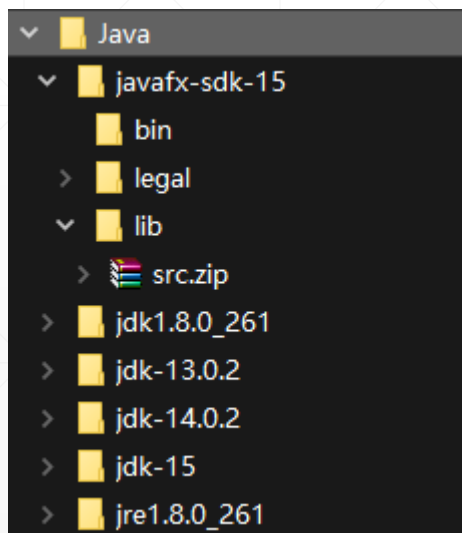 Java
javafx-sdk-15
bin
legal
lib
src.zip
jdk1.8.0_261
jdk-13.0.2
jdk-14.0.2
jdk-15
jre1.8.0_261